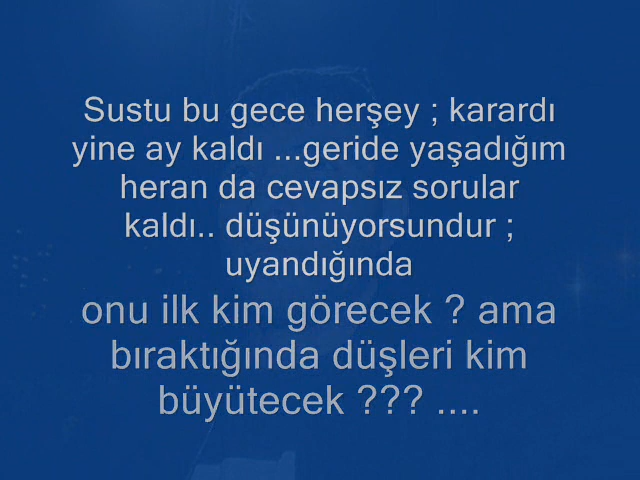 Sustu bu gece herşey ; karardı
yine ay kaldı ...geride yaşadığım
heran da cevapsız sorular
kaldı.. düşünüyorsundur ;
uyandığında
onu ilk kim görecek ? ama
bıraktığında düşleri kim
büyütecek ??? ....